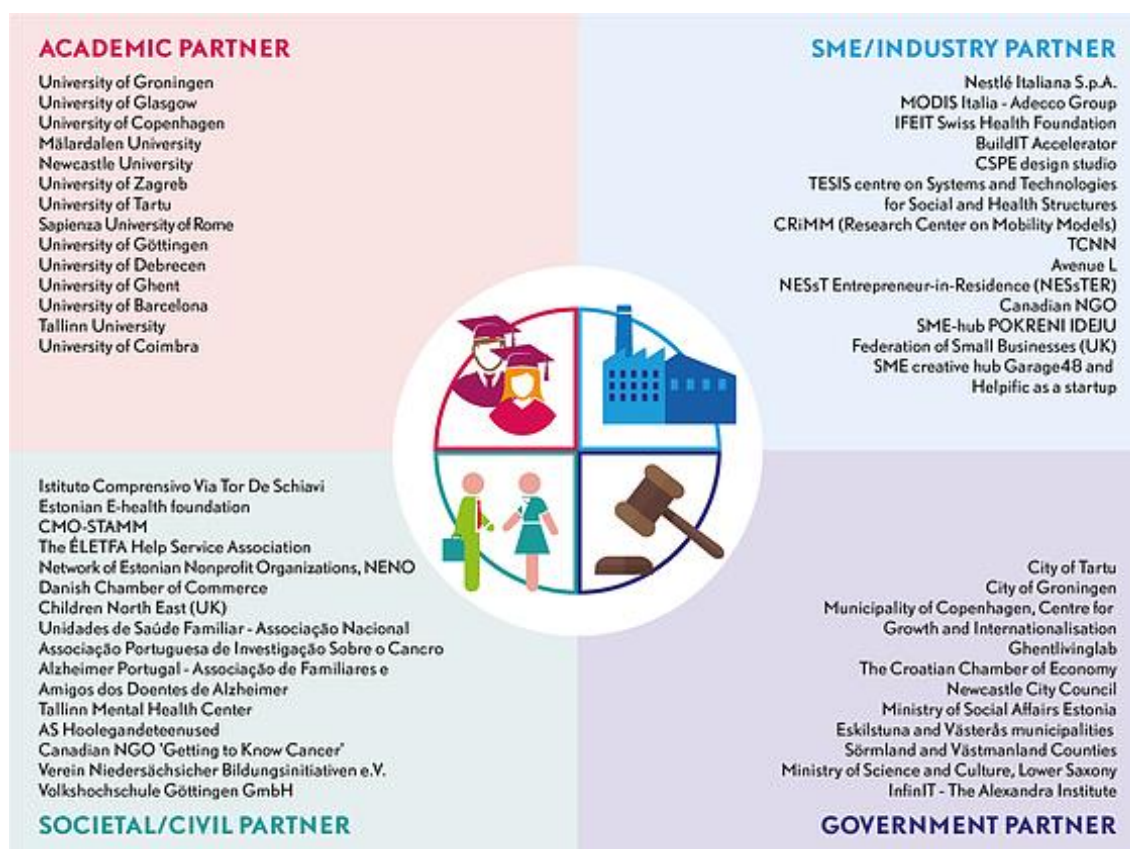 ACADEMIC PARTNER
University of Groningen
University of Glasgow
University of Copenhagen
Mälardalen University
Newcastle University
University of Zagreb
University of Tartu
Sapienza University of Rome
University of Göttingen
University of Debrecen
University of Ghent
University of Barcelona
Tallinn University
University of Coimbra
SME/INDUSTRY PARTNER
Nestlé Italiana S.p.A.
MODIS Italia - Adecco Group
IFEIT Swiss Health Foundation
BuildIT Accelerator
CSPE design studio
TESIS centre on Systems and Technologies
for Social and Health Structures
CRiMM (Research Center on Mobility Models)
TCNN
Avenue L
NESsT Entrepreneur-in-Residence (NESsTER)
Canadian NGO
SME-hub POKRENI IDEJU
Federation of Small Businesses (UK)
SME creative hub Garage48 and
Helpific as a startup
Istituto Comprensivo Via Tor De Schiavi
Estonian E-health foundation
CMO-STAMM
The ÉLETFA Help Service Association
Network of Estonian Nonprofit Organizations, NENO
Danish Chamber of Commerce
Children North East (UK)
Unidades de Saúde Familiar - Associação Nacional
Associação Portuguesa de Investigação Sobre o Cancro
Alzheimer Portugal - Associação de Familiares e
Amigos dos Doentes de Alzheimer
Tallinn Mental Health Center
AS Hoolegandeteenused
Canadian NGO 'Getting to Know Cancer'
Verein Niedersächsicher Bildungsinitiativen e.V.
Volkshochschule Göttingen GmbH
SOCIETAL/CIVIL PARTNER
City of Tartu
City of Groningen
Municipality of Copenhagen, Centre for
Growth and Internationalisation
Ghentlivinglab
The Croatian Chamber of Economy
Newcastle City Council
Ministry of Social Affairs Estonia
Eskilstuna and Västerås municipalities
Sörmland and Västmanland Counties
Ministry of Science and Culture, Lower Saxony
InfinIT - The Alexandra Institute
GOVERNMENT PARTNER